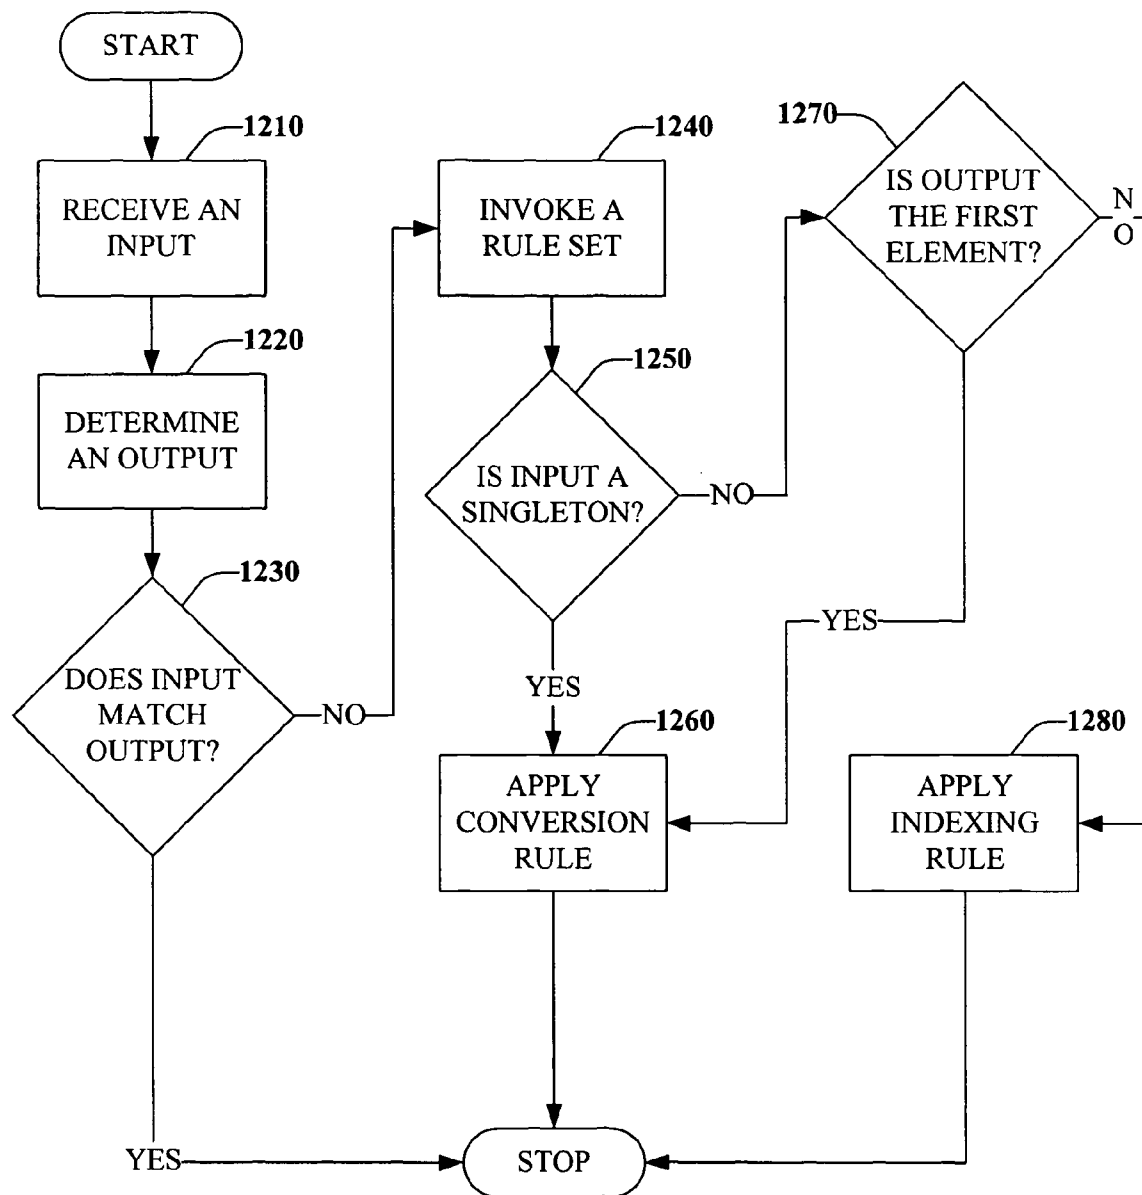 START
1210
RECEIVE AN
INPUT
1220
DETERMINE
AN OUTPUT
1230
DOES INPUT
MATCH
OUTPUT?
NO
YES
1240
INVOKE A
RULE SET
1250
IS INPUT A
SINGLETON?
NO
YES
1260
APPLY
CONVERSION
RULE
1270
IS OUTPUT
THE FIRST
ELEMENT?
N
O
YES
1280
APPLY
INDEXING
RULE
STOP